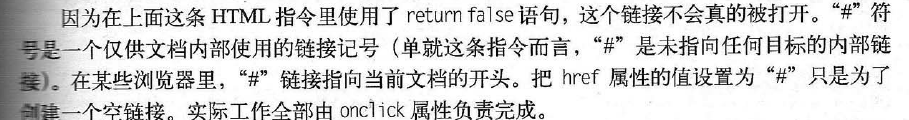 因为在上面这条 HTML 指令里使用了 return false 语句，这个链接不会真的被打开。“#”符
号是一个仅供文档内部使用的链接记号（单就这条指令而言，“#”是未指向任何目标的内部链
接）。在某些浏览器里，“#”链接指向当前文档的开头。把 href 属性的值设置为“#”只是为了
创建一个空链接。实际工作全部由 onclick 属性负责完成。